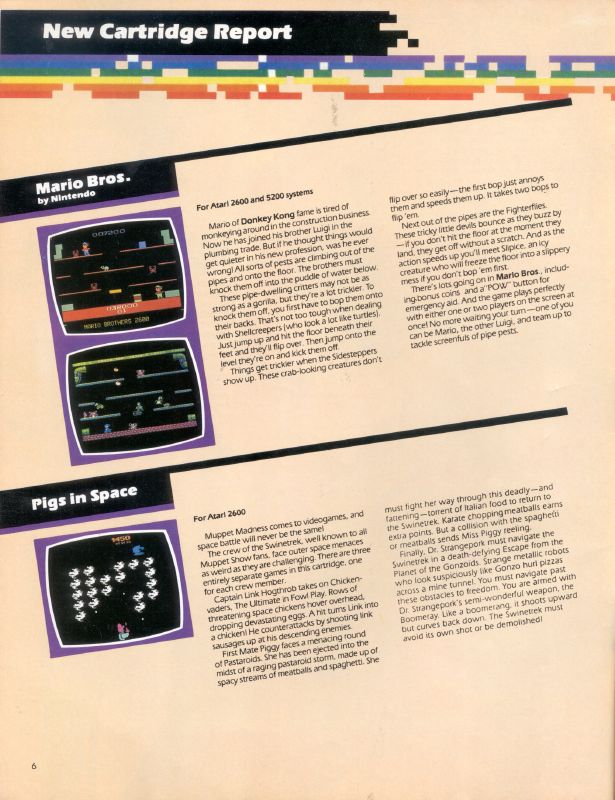 New Cartridge Report
Mario Bros.
by Nintendo
007200
038000
MARIO BROTHERS 2600
For Atari 2600 and 5200 systems
Mario of Donkey Kong fame is tired of
monkeying around in the construction business.
Now he has joined his brother Luigi in the
plumbing trade. But if he thought things would
get quieter in his new profession, was he ever
wrong! All sorts of pests are climbing out of the
pipes and onto the floor. The brothers must
knock them off into the puddle of water below.
These pipe-dwelling critters may not be as
strong as a gorilla, but they're a lot trickier. To
knock them off, you first have to bop them onto
their backs. That's not too tough when dealing
with Shellcreepers (who look a lot like turtles).
Just jump up and hit the floor beneath their
feet and they'll flip over. Then jump onto the
level they're on and kick them off.
Things get trickier when the Sidesteppers
show up. These crab-looking creatures don't
flip over so easily—the first bop just annoys
them and speeds them up. It takes two bops to
flip 'em.
Next out of the pipes are the Fighterflies.
These tricky little devils bounce as they buzz by
—if you don't hit the floor at the moment they
land, they get off without a scratch. And as the
action speeds up you'll meet Slipice, an icy
creature who will freeze the floor into a slippery
mess if you don't bop 'em first.
There's lots going on in Mario Bros., includ-
ing bonus coins and a "POW" button for
emergency aid. And the game plays perfectly
with either one or two players on the screen at
once! No more waiting your turn—one of you
can be Mario, the other Luigi, and team up to
tackle screenfuls of pipe pests.
Pigs in Space
1450
For Atari 2600
Muppet Madness comes to videogames, and
space battle will never be the same!
The crew of the Swinetrek, well known to all
Muppet Show fans, face outer space menaces
as weird as they are challenging. There are three
entirely separate games in this cartridge, one
for each crew member.
Captain Link Hogthrob takes on Chicken-
vaders, The Ultimate in Fowl Play. Rows of
threatening space chickens hover overhead,
dropping devastating eggs. A hit turns Link into
a chicken! He counterattacks by shooting link
sausages up at his descending enemies.
First Mate Piggy faces a menacing round
of Pastaroids. She has been ejected into the
midst of a raging pastaroid storm, made up of
spacy streams of meatballs and spaghetti. She
must fight her way through this deadly—and
fattening—torrent of Italian food to return to
the Swinetrek. Karate chopping meatballs earns
extra points. But a collision with the spaghetti
or meatballs sends Miss Piggy reeling.
Finally, Dr. Strangepork must navigate the
Swinetrek in a death-defying Escape from the
Planet of the Gonzoids. Strange metallic robots
who look suspiciously like Gonzo hurl pizzas
across a mine tunnel. You must navigate past
these obstacles to freedom. You are armed with
Dr. Strangepork's semi-wonderful weapon, the
Boomeray. Like a boomerang, it shoots upward
but curves back down. The Swinetrek must
avoid its own shot or be demolished!
6